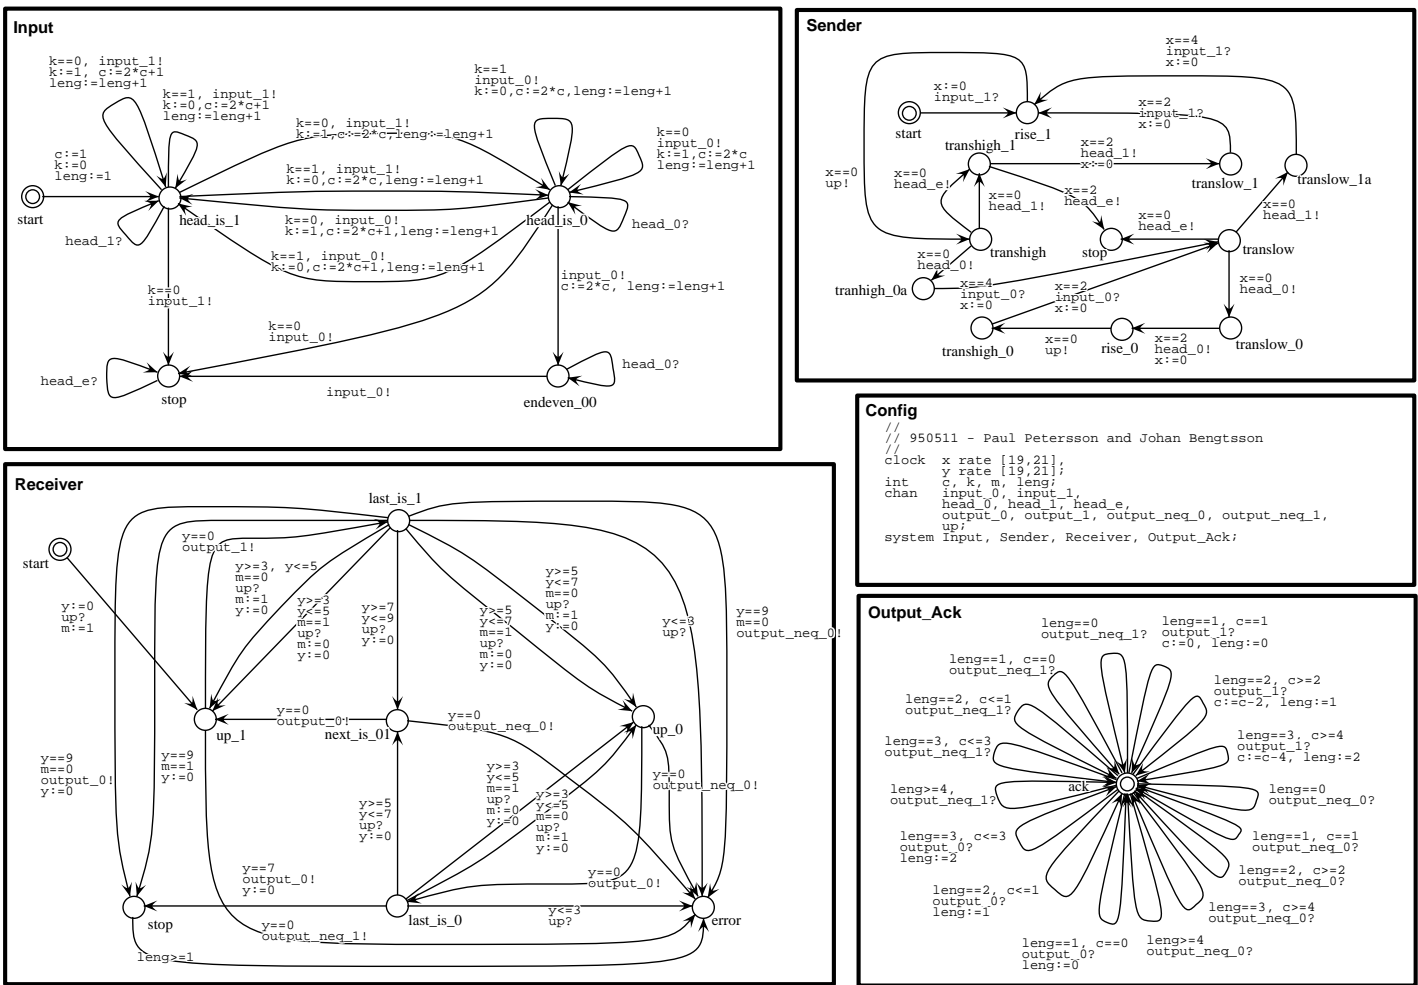 Input
k==0, input_1!
k:=1, c:=2*c+1
leng:=leng+1
k==1, input_1!
k:=0,c:=2*c+1
leng:=leng+1
k==1
input_0!
k:=0,c:=2*c,leng:=leng+1
k==0, input_1!
k:=1,c:=2*c,leng:=leng+1
k==0
input_0!
k:=1,c:=2*c
leng:=leng+1
c:=1
k:=0
leng:=1
k==1, input_1!
k:=0,c:=2*c,leng:=leng+1
start
head_is_1
head_is_0
head_0?
head_1?
k==0, input_0!
k:=1,c:=2*c+1,leng:=leng+1
k==1, input_0!
k:=0,c:=2*c+1,leng:=leng+1
input_0!
c:=2*c, leng:=leng+1
k==0
input_1!
k==0
input_0!
head_e?
stop
input_0!
endeven_00
head_0?
Sender
x==4
input_1?
x:=0
x:=0
input_1?
start
rise_1
x==2
input_1?
x:=0
transhigh_1
x==2
head_1!
x:=0
translow_1
translow_1a
x==0
up!
x==0
head_e!
x==0
head_1!
x==2
head_e!
x==0
head_e!
x==0
head_1!
transhigh
stop
translow
x==0
head_0!
tranhigh_0a
x==4
input_0?
x:=0
x==2
input_0?
x:=0
x==0
head_0!
transhigh_0
x==0
up!
rise_0
x==2
head_0!
x:=0
translow_0
Config
//
// 950511 - Paul Petersson and Johan Bengtsson
//
clock  x rate [19,21],
y rate [19,21];
int    c, k, m, leng;
chan   input_0, input_1,
head_0, head_1, head_e,
output_0, output_1, output_neq_0, output_neq_1,
up;
system Input, Sender, Receiver, Output_Ack;
Receiver
last_is_1
start
y==0
output_1!
y>=3, y<=5
m==0
up?
m:=1
y:=0
y>=3
y<=5
m==1
up?
m:=0
y:=0
y>=7
y<=9
up?
y:=0
y>=5
y<=7
m==1
up?
m:=0
y:=0
y>=5
y<=7
m==0
up?
m:=1
y:=0
y<=3
up?
y==9
m==0
output_neq_0!
y:=0
up?
m:=1
up_1
y==0
output_0!
next_is_01
y==0
output_neq_0!
up_0
y==9
m==0
output_0!
y:=0
y==9
m==1
y:=0
y>=5
y<=7
up?
y:=0
y>=3
y<=5
m==1
up?
m:=0
y:=0
y>=3
y<=5
m==0
up?
m:=1
y:=0
y==0
output_neq_0!
y==7
output_0!
y:=0
y==0
output_0!
stop
last_is_0
y<=3
up?
error
y==0
output_neq_1!
leng>=1
Output_Ack
leng==0
output_neq_1?
leng==1, c==1
output_1?
c:=0, leng:=0
leng==1, c==0
output_neq_1?
leng==2, c>=2
output_1?
c:=c-2, leng:=1
leng==2, c<=1
output_neq_1?
leng==3, c>=4
output_1?
c:=c-4, leng:=2
leng==3, c<=3
output_neq_1?
ack
leng>=4,
output_neq_1?
leng==0
output_neq_0?
leng==3, c<=3
output_0?
leng:=2
leng==1, c==1
output_neq_0?
leng==2, c>=2
output_neq_0?
leng==2, c<=1
output_0?
leng:=1
leng==3, c>=4
output_neq_0?
leng==1, c==0
output_0?
leng:=0
leng>=4
output_neq_0?